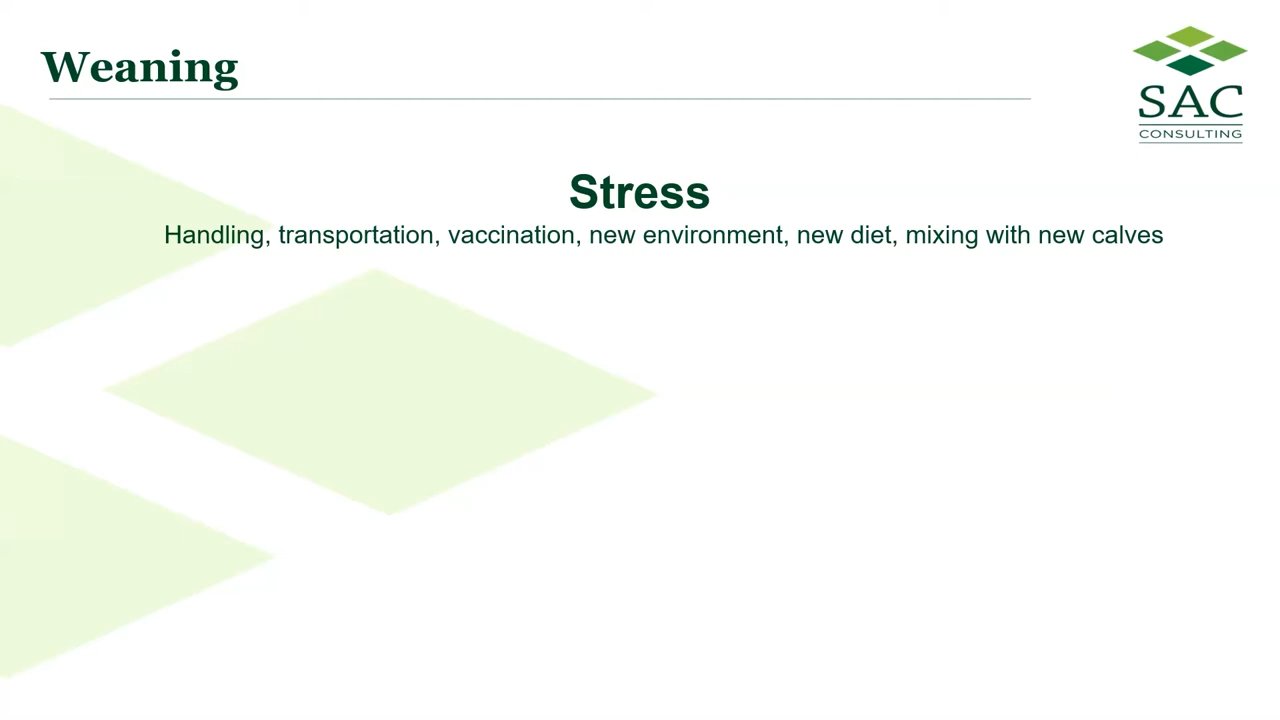 Weaning
SAC
CONSULTING
Stress
Handling, transportation, vaccination, new environment, new diet, mixing with new calves